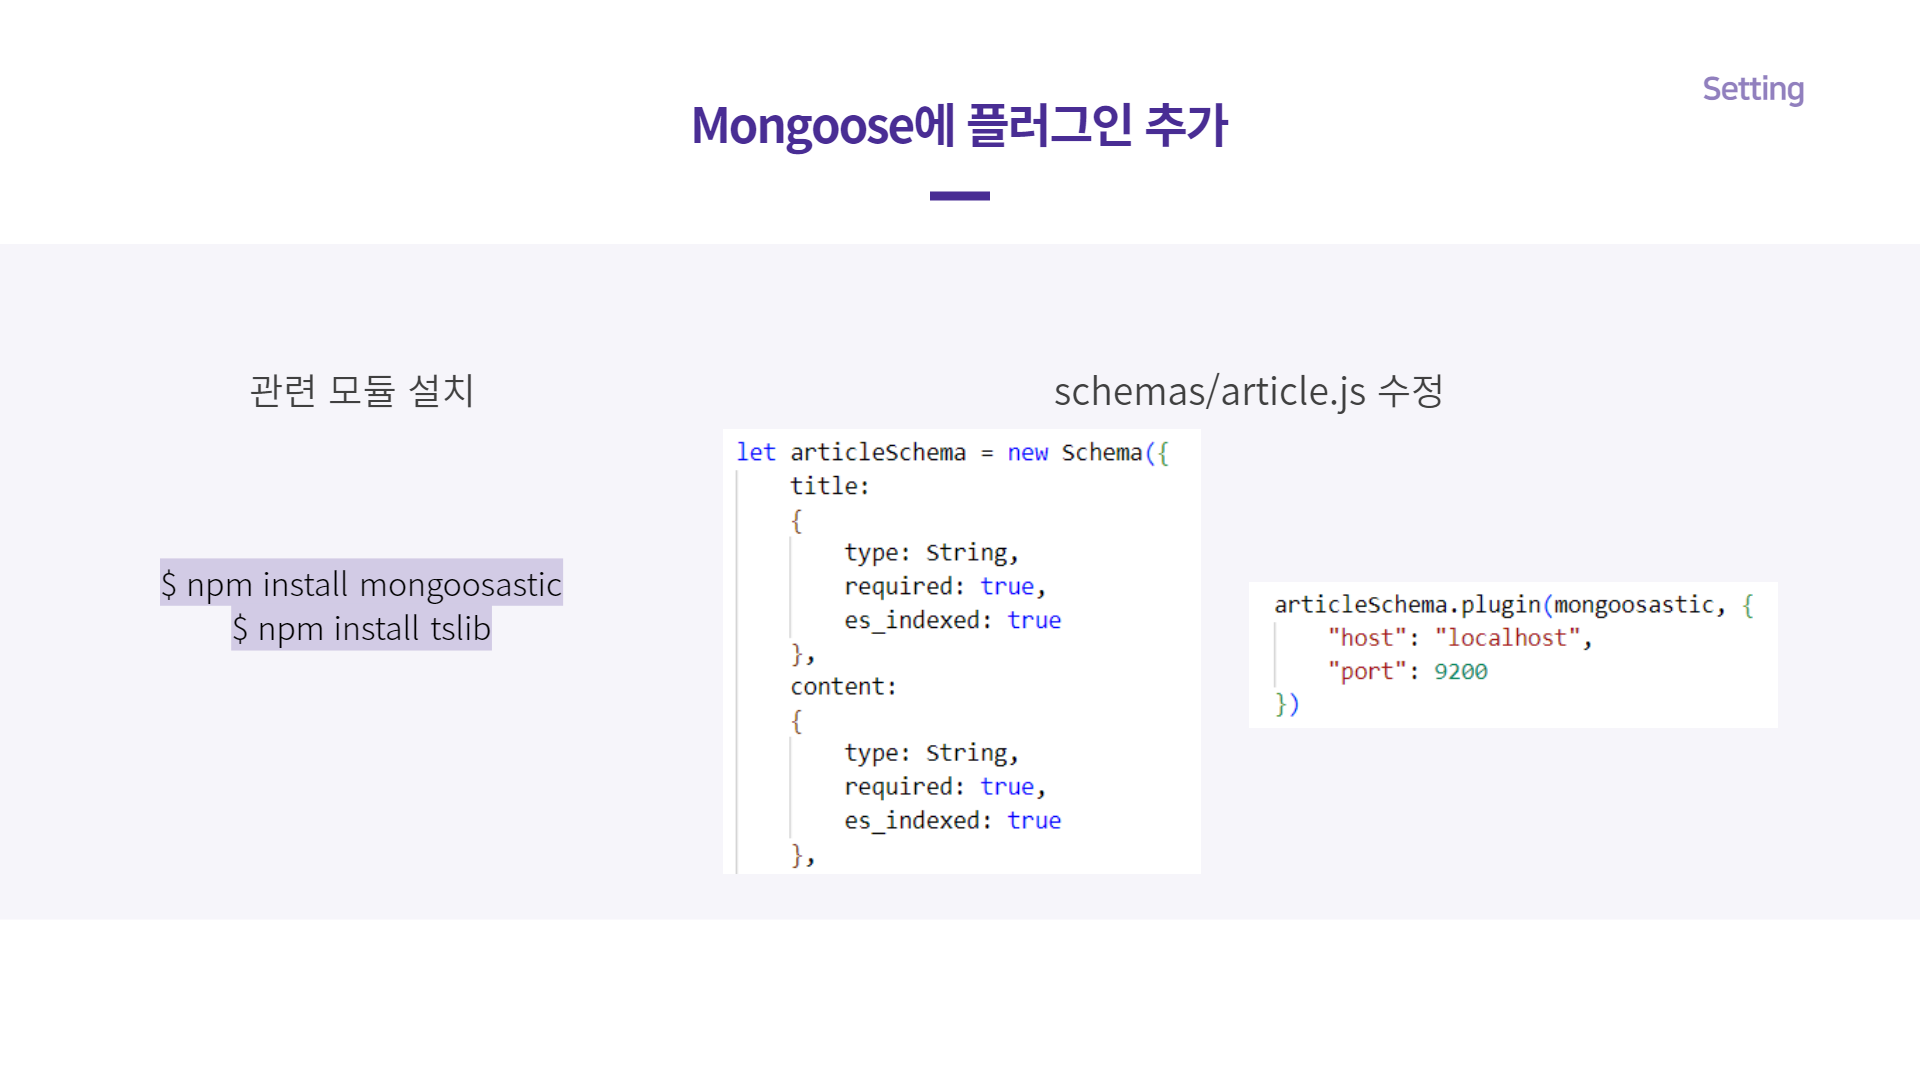 Setting
Mongoose에 플러그인 추가
관련 모듈 설치
$ npm install mongoosastic
$ npm install tslib
schemas/article.js 수정
let articleSchema = new Schema({
    title:
    {
        type: String,
        required: true,
        es_indexed: true
    },
    content:
    {
        type: String,
        required: true,
        es_indexed: true
    },
articleSchema.plugin(mongoosastic, {
    "host": "localhost",
    "port": 9200
})